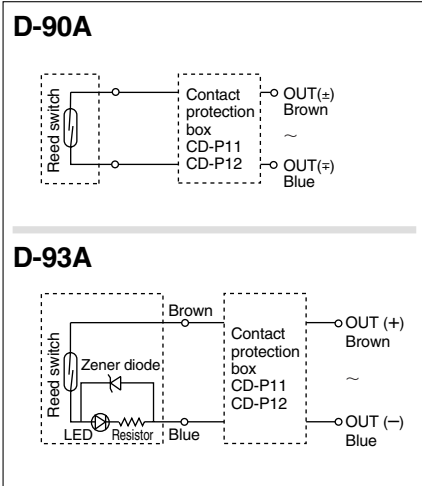 D-90A
Reed switch
Contact
protection
box
CD-P11
CD-P12
OUT(±)
Brown
~
OUT(∓)
Blue
D-93A
Reed switch
Brown
Zener diode
LED
Resistor
Blue
Contact
protection
box
CD-P11
CD-P12
OUT (+)
Brown
~
OUT (−)
Blue